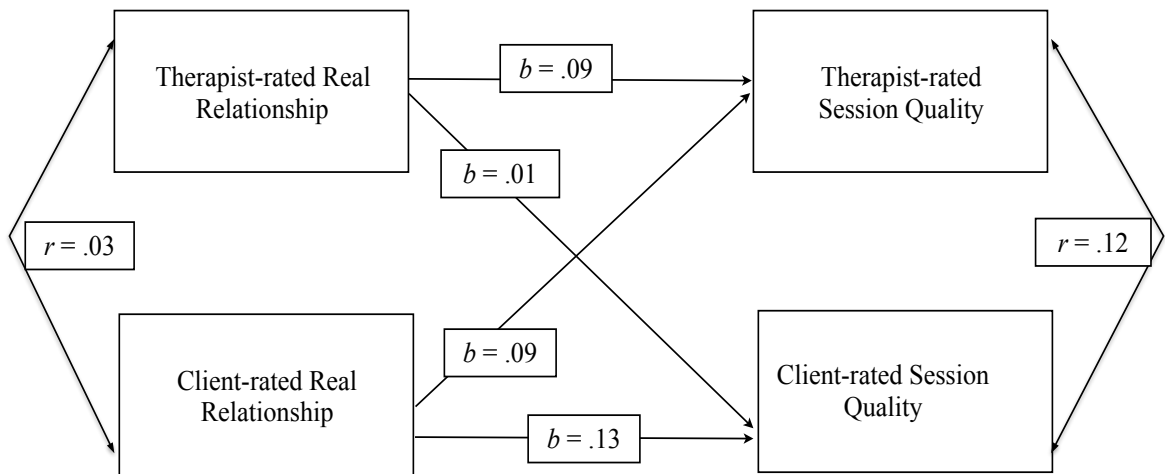 Therapist-rated Real
Relationship
b = .09
Therapist-rated
Session Quality
b = .01
r = .03
r = .12
b = .09
Client-rated Real
Relationship
Client-rated Session
Quality
b = .13